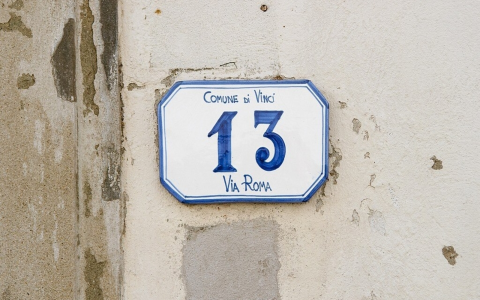 Comune di Vinci
13
Via Roma